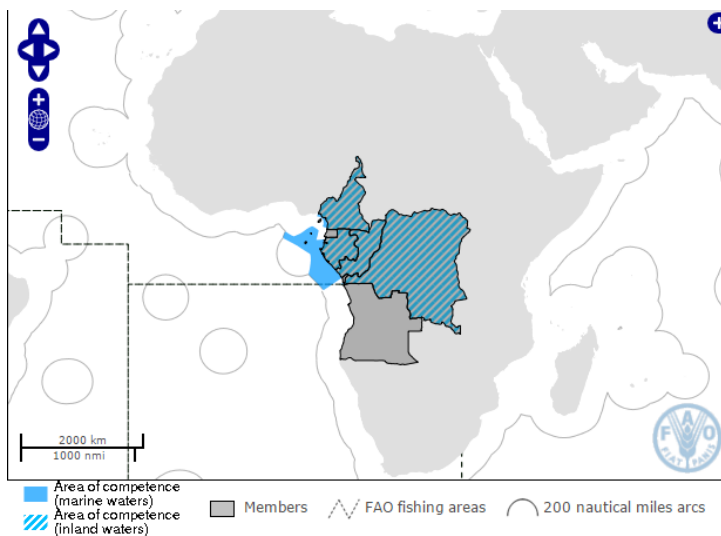 2000 km
1000 nmi
F A O
FIAT PANIS
Area of competence
(marine waters)
Area of competence
(inland waters)
Members
FAO fishing areas
200 nautical miles arcs